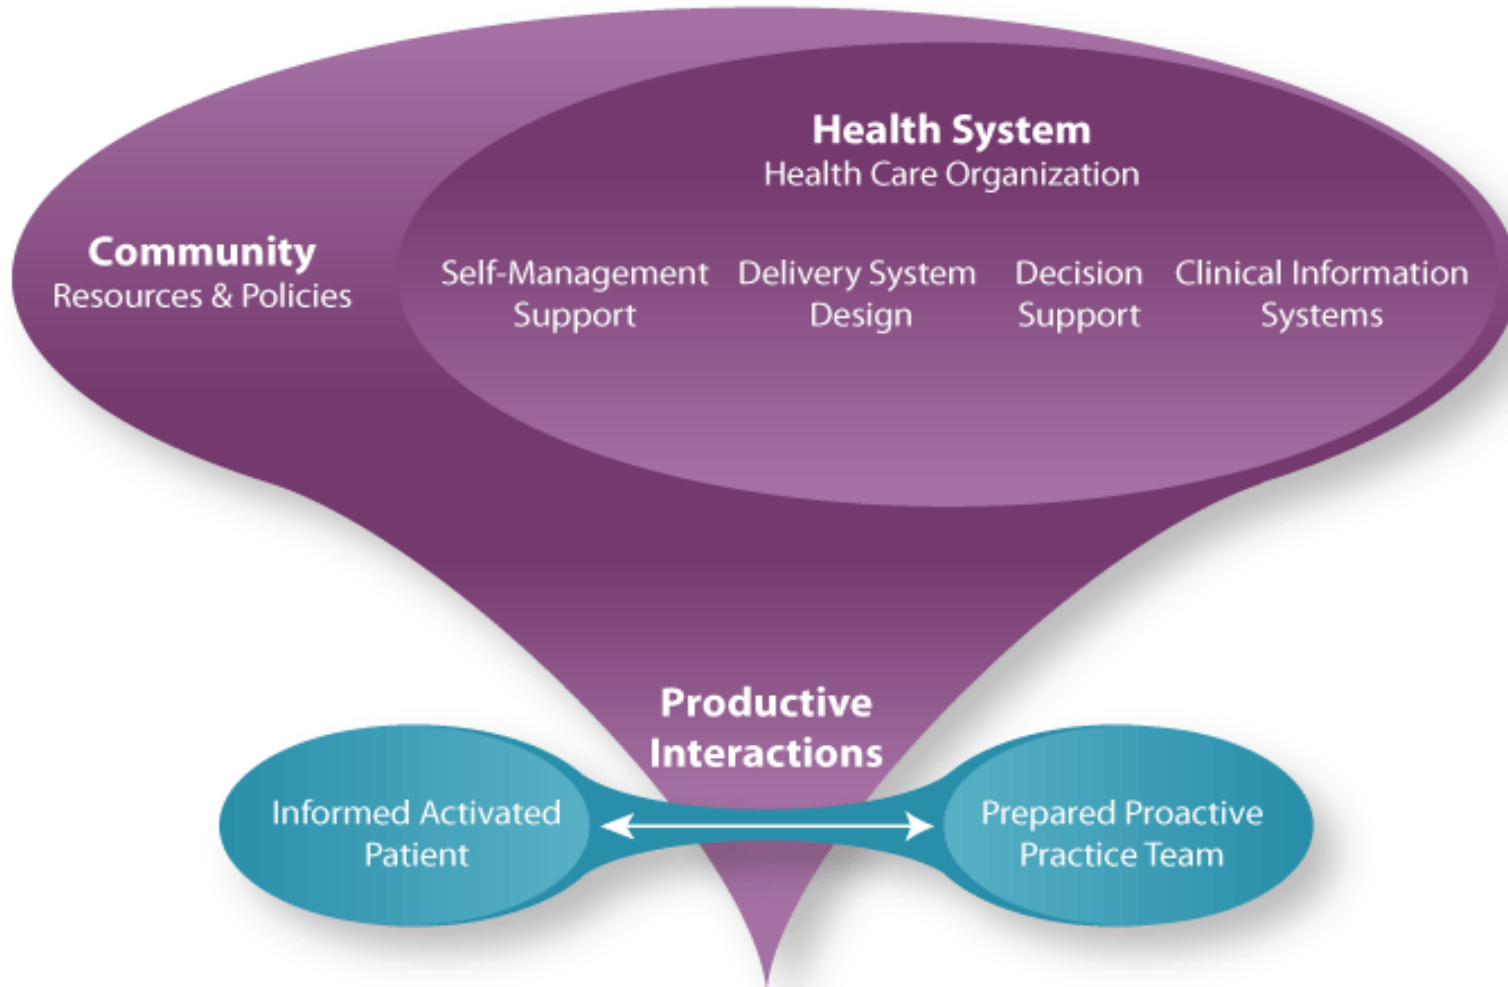 Health System
Health Care Organization
Community
Resources & Policies
Self-Management
Support
Delivery System
Design
Decision
Support
Clinical Information
Systems
Productive
Interactions
Informed Activated
Patient
Prepared Proactive
Practice Team